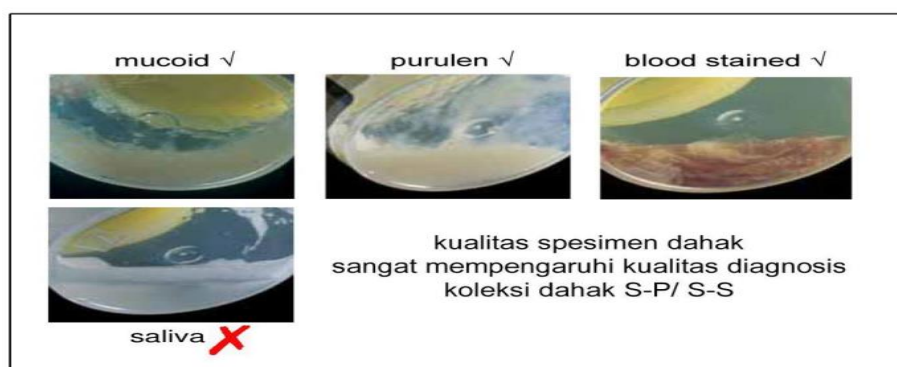 mucoid √
purulen √
blood stained √
saliva ✗
kualitas spesimen dahak
sangat mempengaruhi kualitas diagnosis
koleksi dahak S-P/ S-S